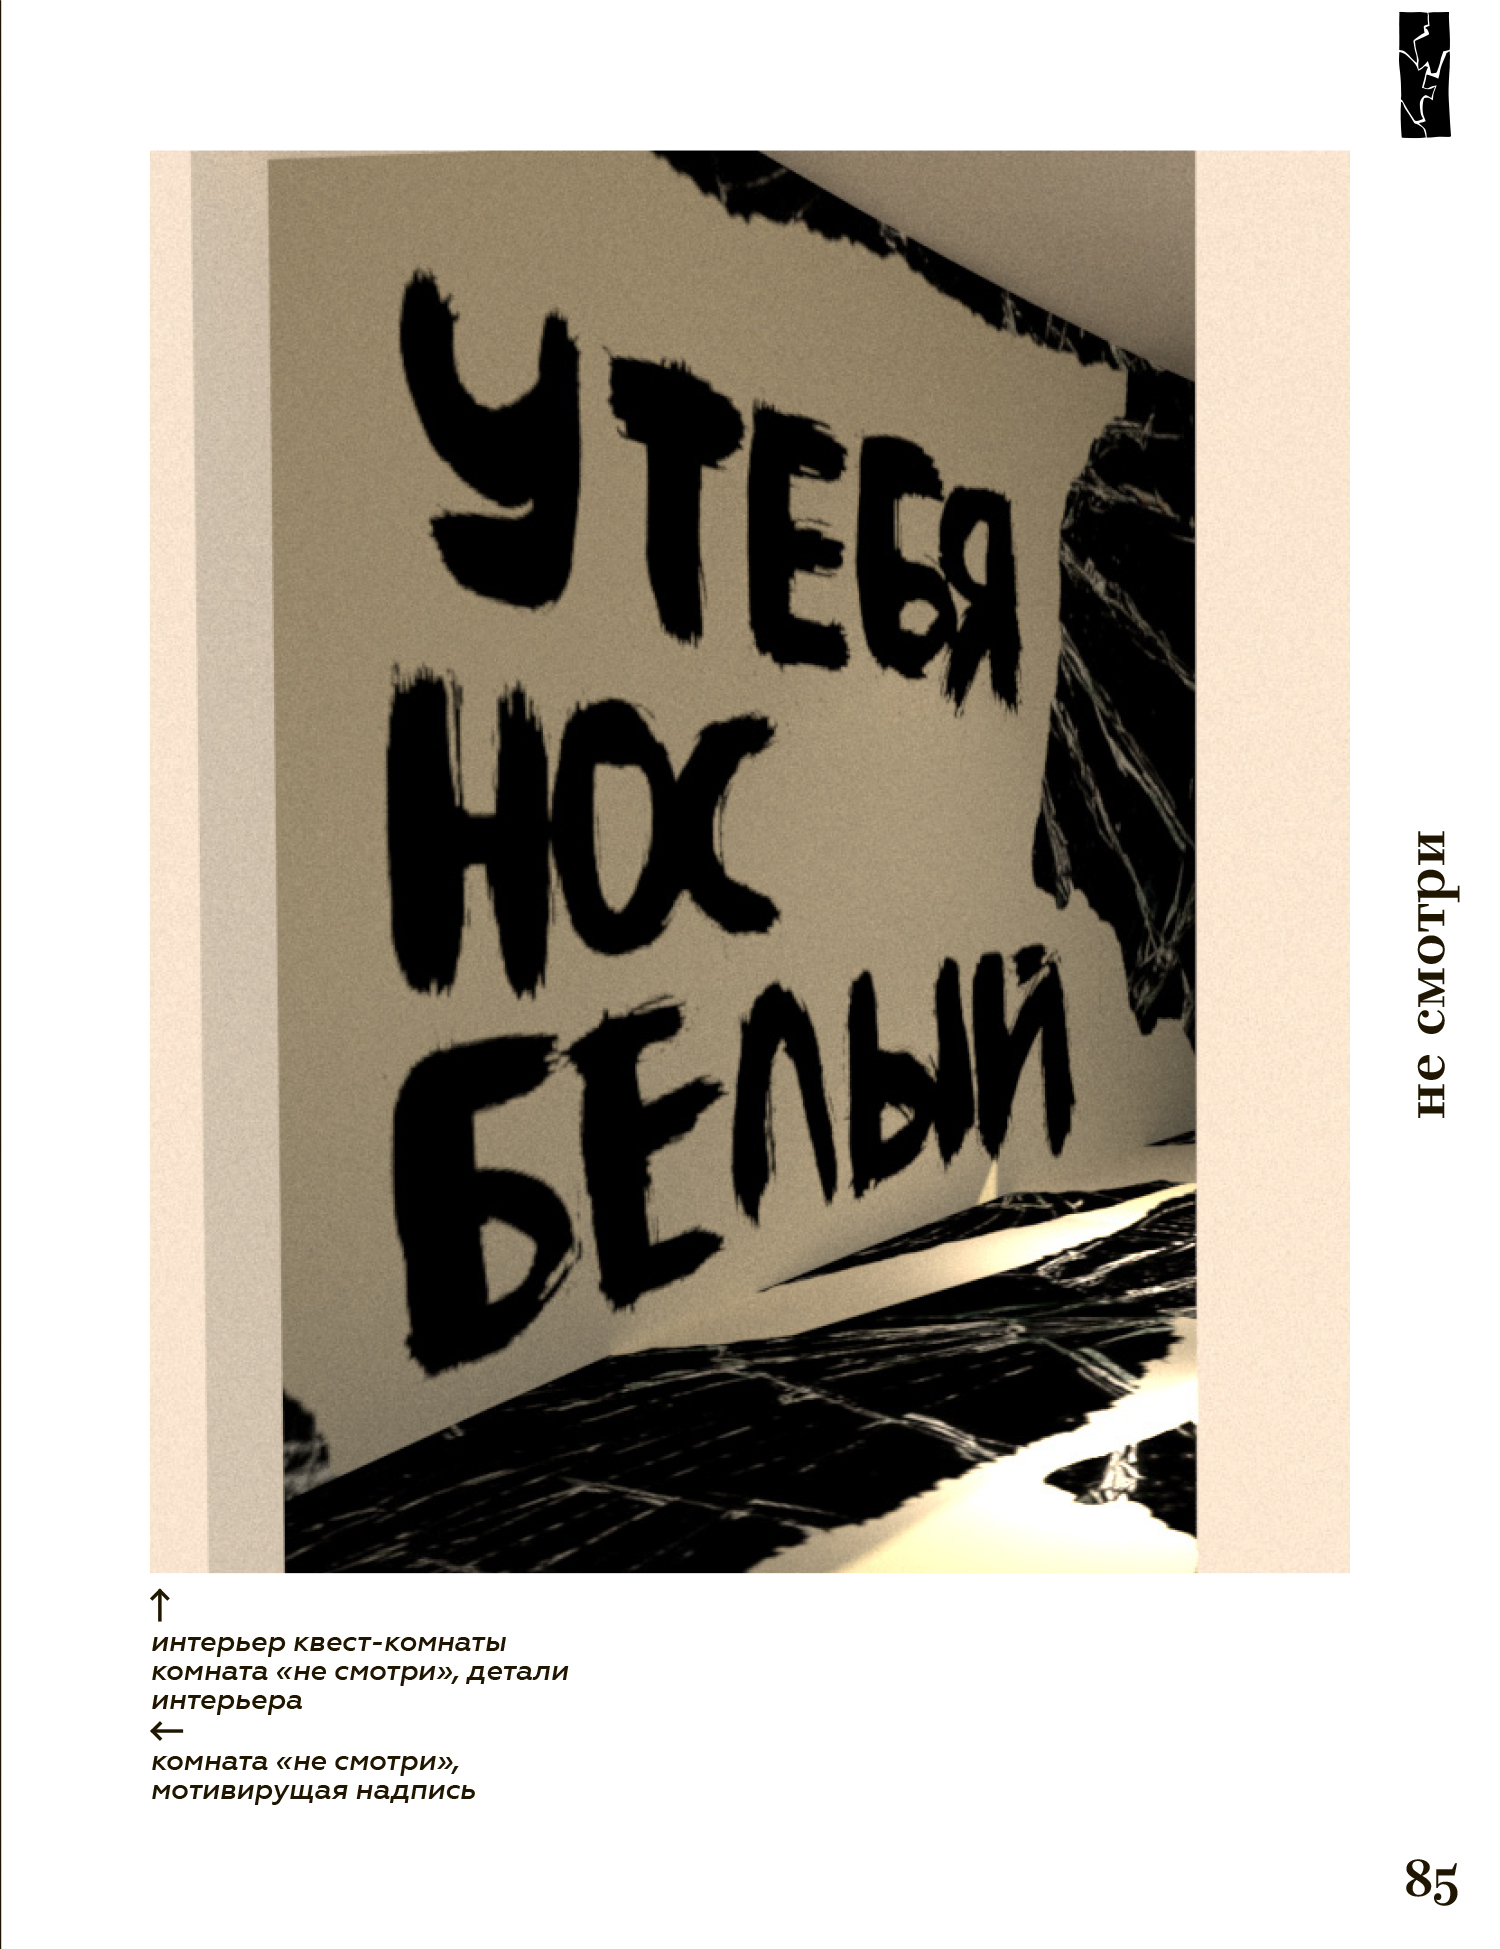 У ТЕБЯ
НОС
БЕЛЫЙ
не смотри
↑
интерьер квест-комнаты
комната «не смотри», детали
интерьера
←
комната «не смотри»,
мотивирущая надпись
85